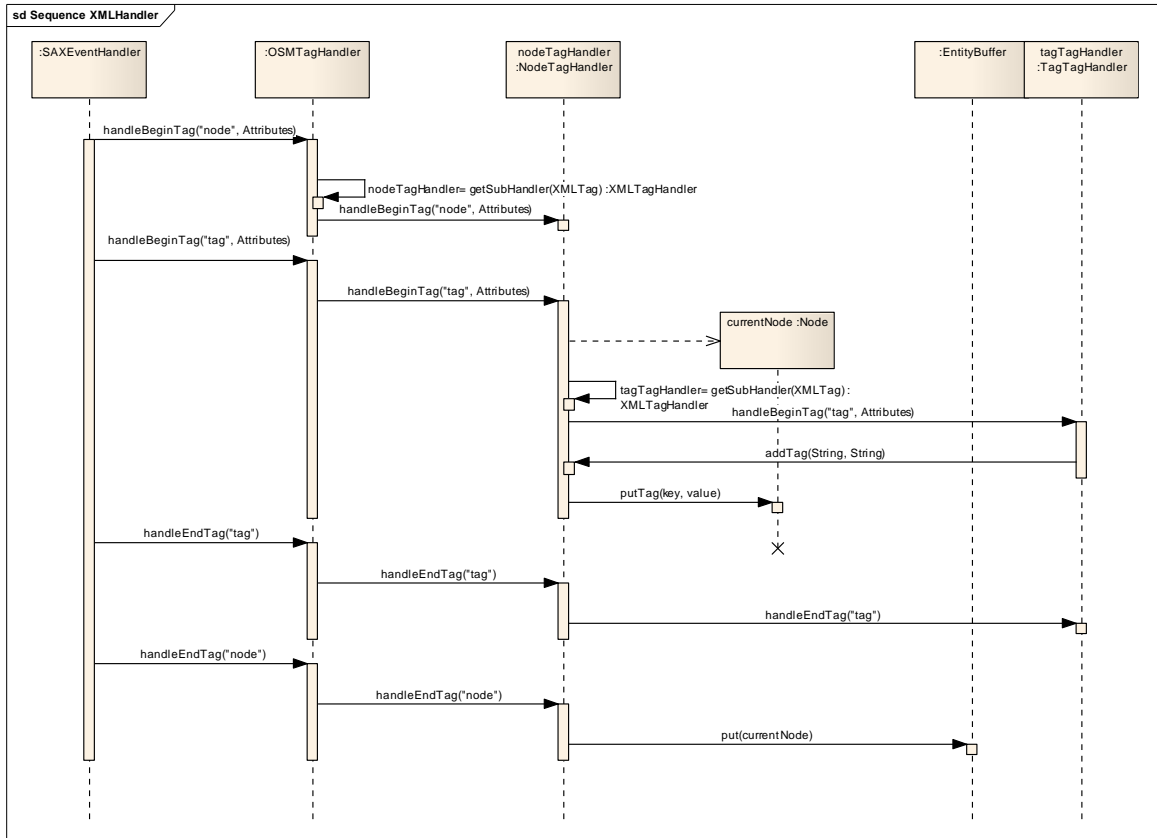 sd Sequence XMLHandler
:SAXEventHandler
:OSMTagHandler
nodeTagHandler
:NodeTagHandler
:EntityBuffer
tagTagHandler
:TagTagHandler
handleBeginTag("node", Attributes)
nodeTagHandler= getSubHandler(XMLTag) :XMLTagHandler
handleBeginTag("node", Attributes)
handleBeginTag("tag", Attributes)
handleBeginTag("tag", Attributes)
currentNode :Node
tagTagHandler= getSubHandler(XMLTag) :
XMLTagHandler
handleBeginTag("tag", Attributes)
addTag(String, String)
putTag(key, value)
handleEndTag("tag")
handleEndTag("tag")
handleEndTag("tag")
handleEndTag("node")
handleEndTag("node")
put(currentNode)